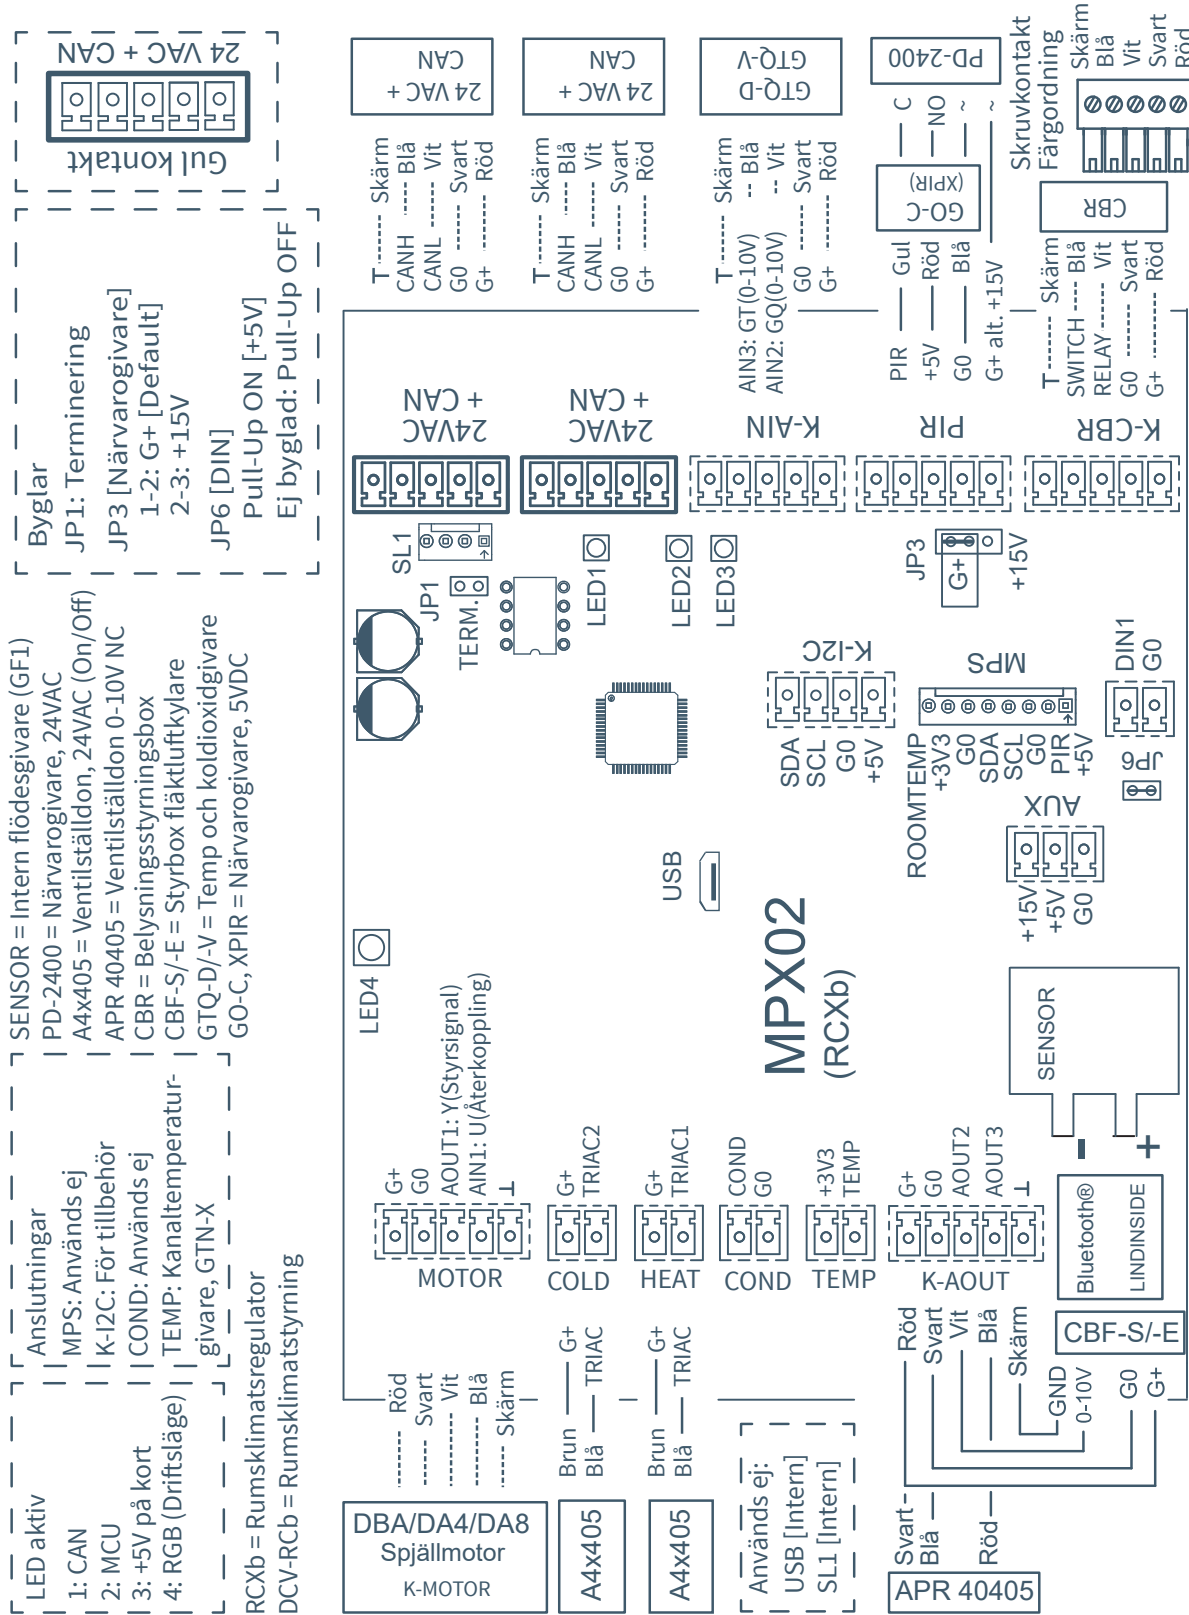 24 VAC + CAN
Gul kontakt
Byglar
JP1: Terminering
JP3 [Närvarogivare]
1-2: G+ [Default]
2-3: +15V
JP6 [DIN]
Pull-Up ON [+5V]
Ej byglad: Pull-Up OFF
SENSOR = Intern flödesgivare (GF1)
PD-2400 = Närvarogivare, 24VAC
A4x405 = Ventilställdon, 24VAC (On/Off)
APR 40405 = Ventilställdon 0-10V NC
CBR = Belysningsstyrningsbox
CBF-S/-E = Styrbox fläktluftkylare
GTQ-D/-V = Temp och koldioxidgivare
GO-C, XPIR = Närvarogivare, 5VDC
Anslutningar
MPS: Används ej
K-I2C: För tillbehör
COND: Används ej
TEMP: Kanaltemperatur-
givare, GTN-X
LED aktiv
1: CAN
2: MCU
3: +5V på kort
4: RGB (Driftsläge)
RCXb = Rumsklimatsregulator
DCV-RCb = Rumsklimatstyrning
24 VAC +
CAN
T Skärm
CANH Blå
CANL Vit
G0 Svart
G+ Röd
24 VAC +
CAN
T Skärm
CANH Blå
CANL Vit
G0 Svart
G+ Röd
GTQ-D
GTQ-V
T Skärm
AIN3: GT(0-10V) Blå
AIN2: GQ(0-10V) Vit
G0 Svart
G+ Röd
PD-2400
C
NO
~
~
GO-C
(XPIR)
PIR Gul
+5V Röd
G0 Blå
G+ alt. +15V
Skruvkontakt
Färgordning
Skärm
Blå
Vit
Svart
Röd
CBR
T Skärm
SWITCH Blå
RELAY Vit
G0 Svart
G+ Röd
24VAC
+ CAN
24VAC
+ CAN
K-AIN
PIR
K-CBR
SL1
JP1
TERM.
LED1
LED2
LED3
JP3
G+
+15V
K-I2C
SDA
SCL
G0
+5V
MPS
ROOMTEMP
+3V3
G0
SDA
SCL
G0
PIR
+5V
DIN1
G0
JP6
AUX
+15V
+5V
G0
USB
LED4
MPX02
(RCXb)
SENSOR
-
+
G+
G0
AOUT1: Y(Styrsignal)
AIN1: U(Återkoppling)
T
MOTOR
G+
TRIAC2
COLD
G+
TRIAC1
HEAT
COND
G0
COND
+3V3
TEMP
TEMP
G+
G0
AOUT2
AOUT3
T
K-AOUT
Bluetooth®
LINDINSIDE
CBF-S/-E
Röd
Svart
Vit
Blå
Skärm
Brun G+
Blå TRIAC
Brun G+
Blå TRIAC
Röd
Svart
Vit
Blå
Skärm
GND
0-10V
G0
G+
DBA/DA4/DA8
Spjällmotor
K-MOTOR
A4x405
A4x405
Används ej:
USB [Intern]
SL1 [Intern]
Svart
Blå
Röd
APR 40405